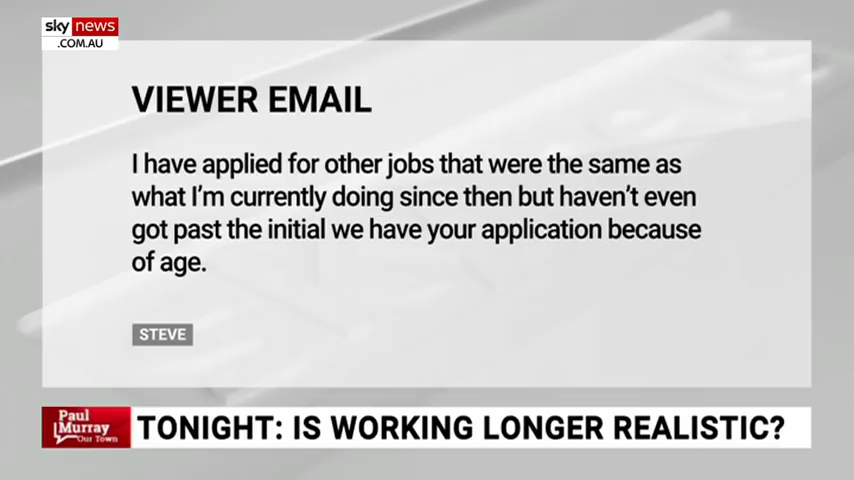 sky news
.COM.AU
VIEWER EMAIL
I have applied for other jobs that were the same as
what I'm currently doing since then but haven't even
got past the initial we have your application because
of age.
STEVE
Paul
Murray
Our Town
TONIGHT: IS WORKING LONGER REALISTIC?